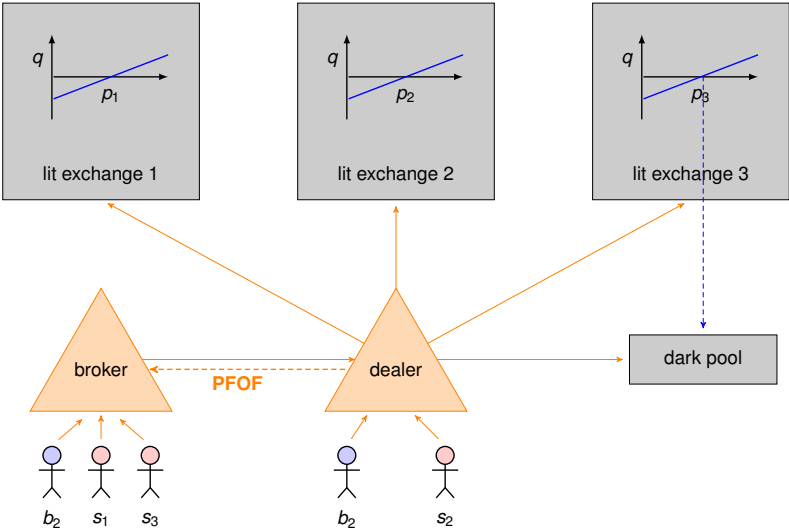 q
p₁
lit exchange 1
q
p₂
lit exchange 2
q
p₃
lit exchange 3
broker
PFOF
dealer
dark pool
b₂
s₁
s₃
b₂
s₂